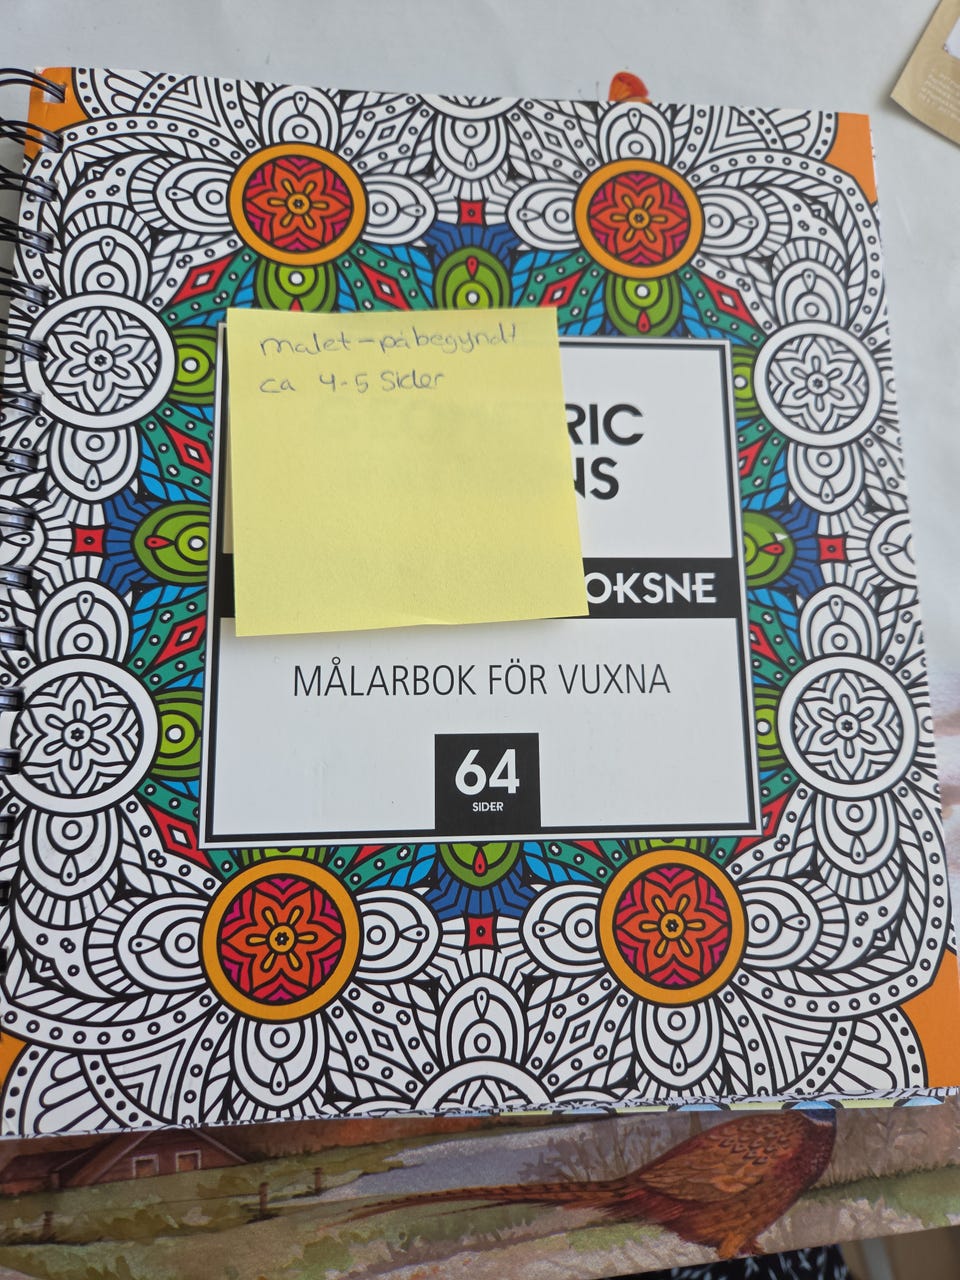 malet - påbegyndt
ca 4-5 Sider
RIC
NS
OKSNE
MÅLARBOK FÖR VUXNA
64
SIDER